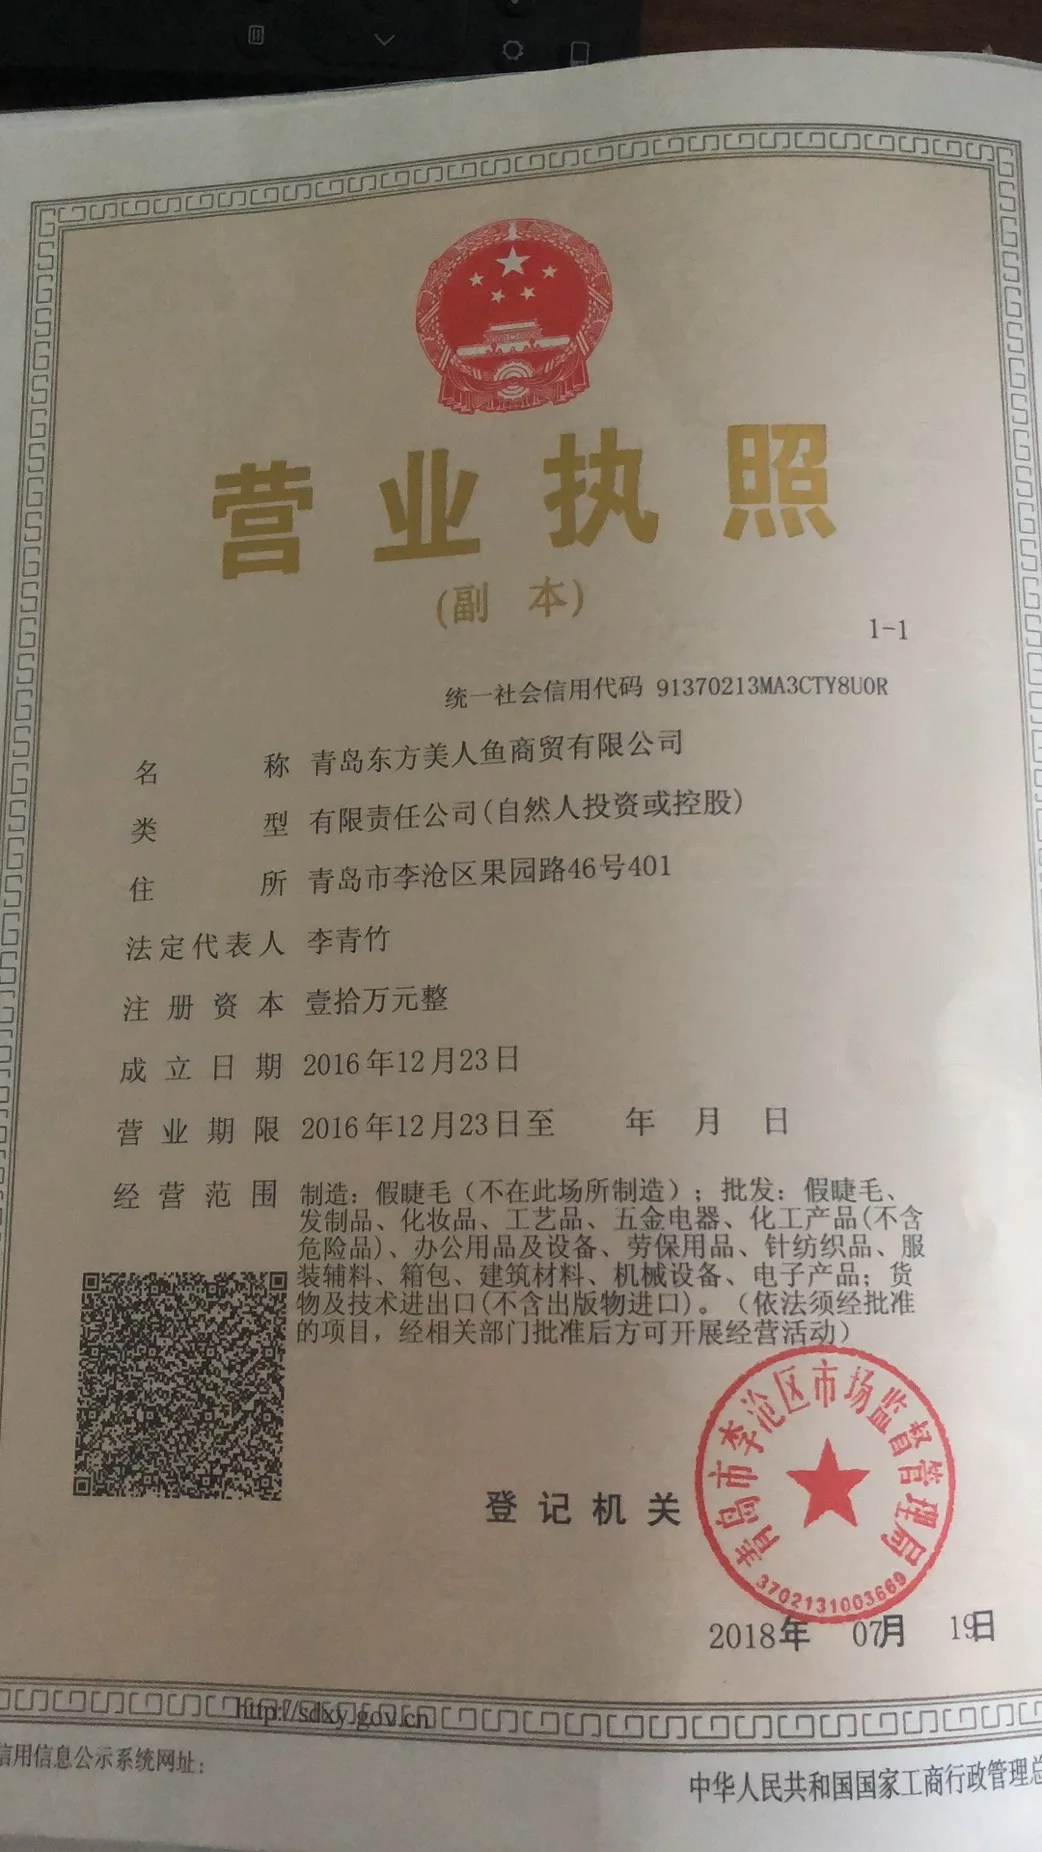 营业执照
(副 本)
1-1
统一社会信用代码 91370213MA3CTY8U0R
名 称 青岛东方美人鱼商贸有限公司
类 型 有限责任公司(自然人投资或控股)
住 所 青岛市李沧区果园路46号401
法定代表人 李青竹
注册资本 壹拾万元整
成立日期 2016年12月23日
营业期限 2016年12月23日至 年 月 日
经营范围 制造：假睫毛（不在此场所制造）；批发：假睫毛、
发制品、化妆品、工艺品、五金电器、化工产品(不含
危险品)、办公用品及设备、劳保用品、针纺织品、服
装辅料、箱包、建筑材料、机械设备、电子产品；货
物及技术进出口(不含出版物进口)。（依法须经批准
的项目，经相关部门批准后方可开展经营活动）
青岛市李沧区市场监督管理局
登记机关
3702131003669
2018年 07月 19日
http://sdxy.gov.cn
信用信息公示系统网址：
中华人民共和国国家工商行政管理总